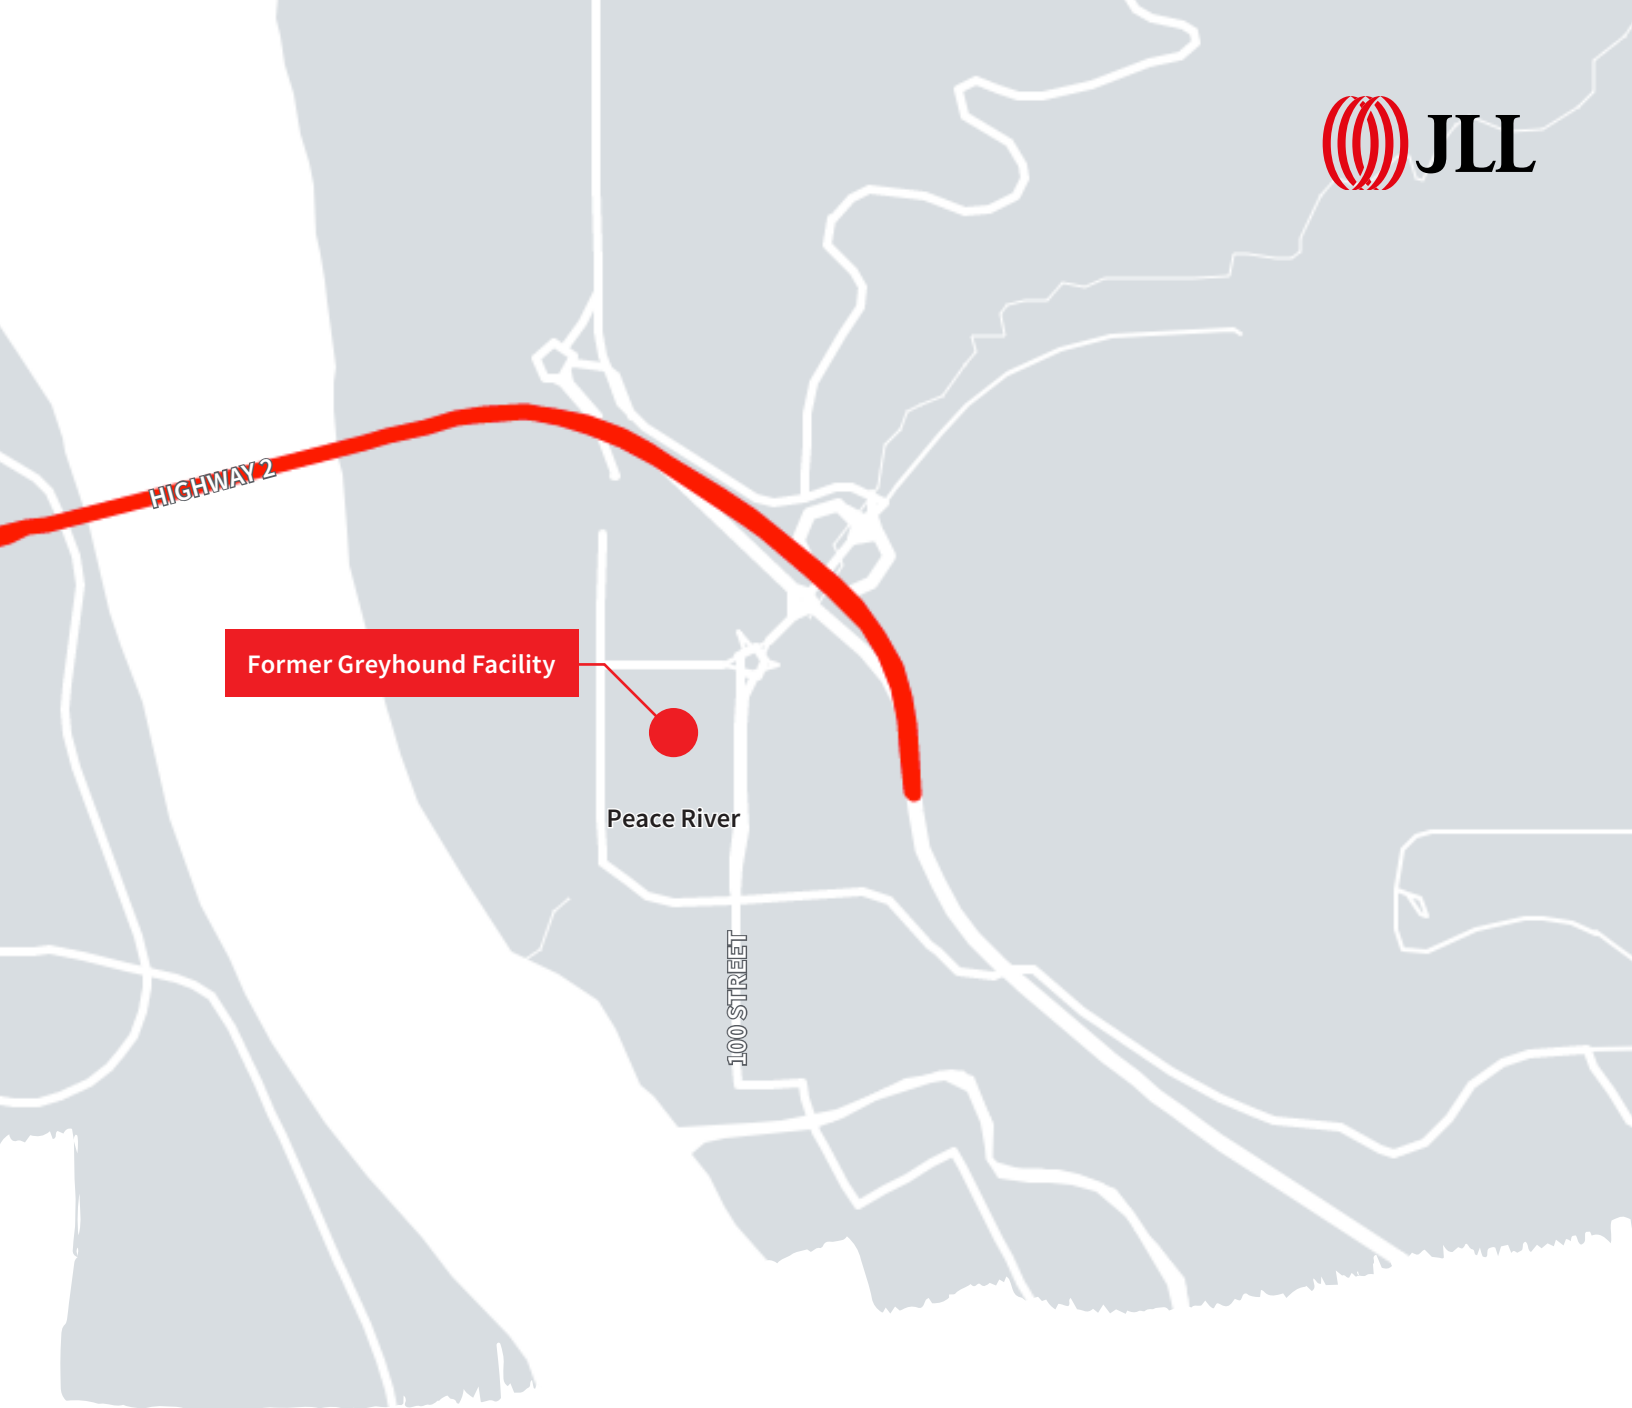 JLL
HIGHWAY 2
Former Greyhound Facility
Peace River
100 STREET